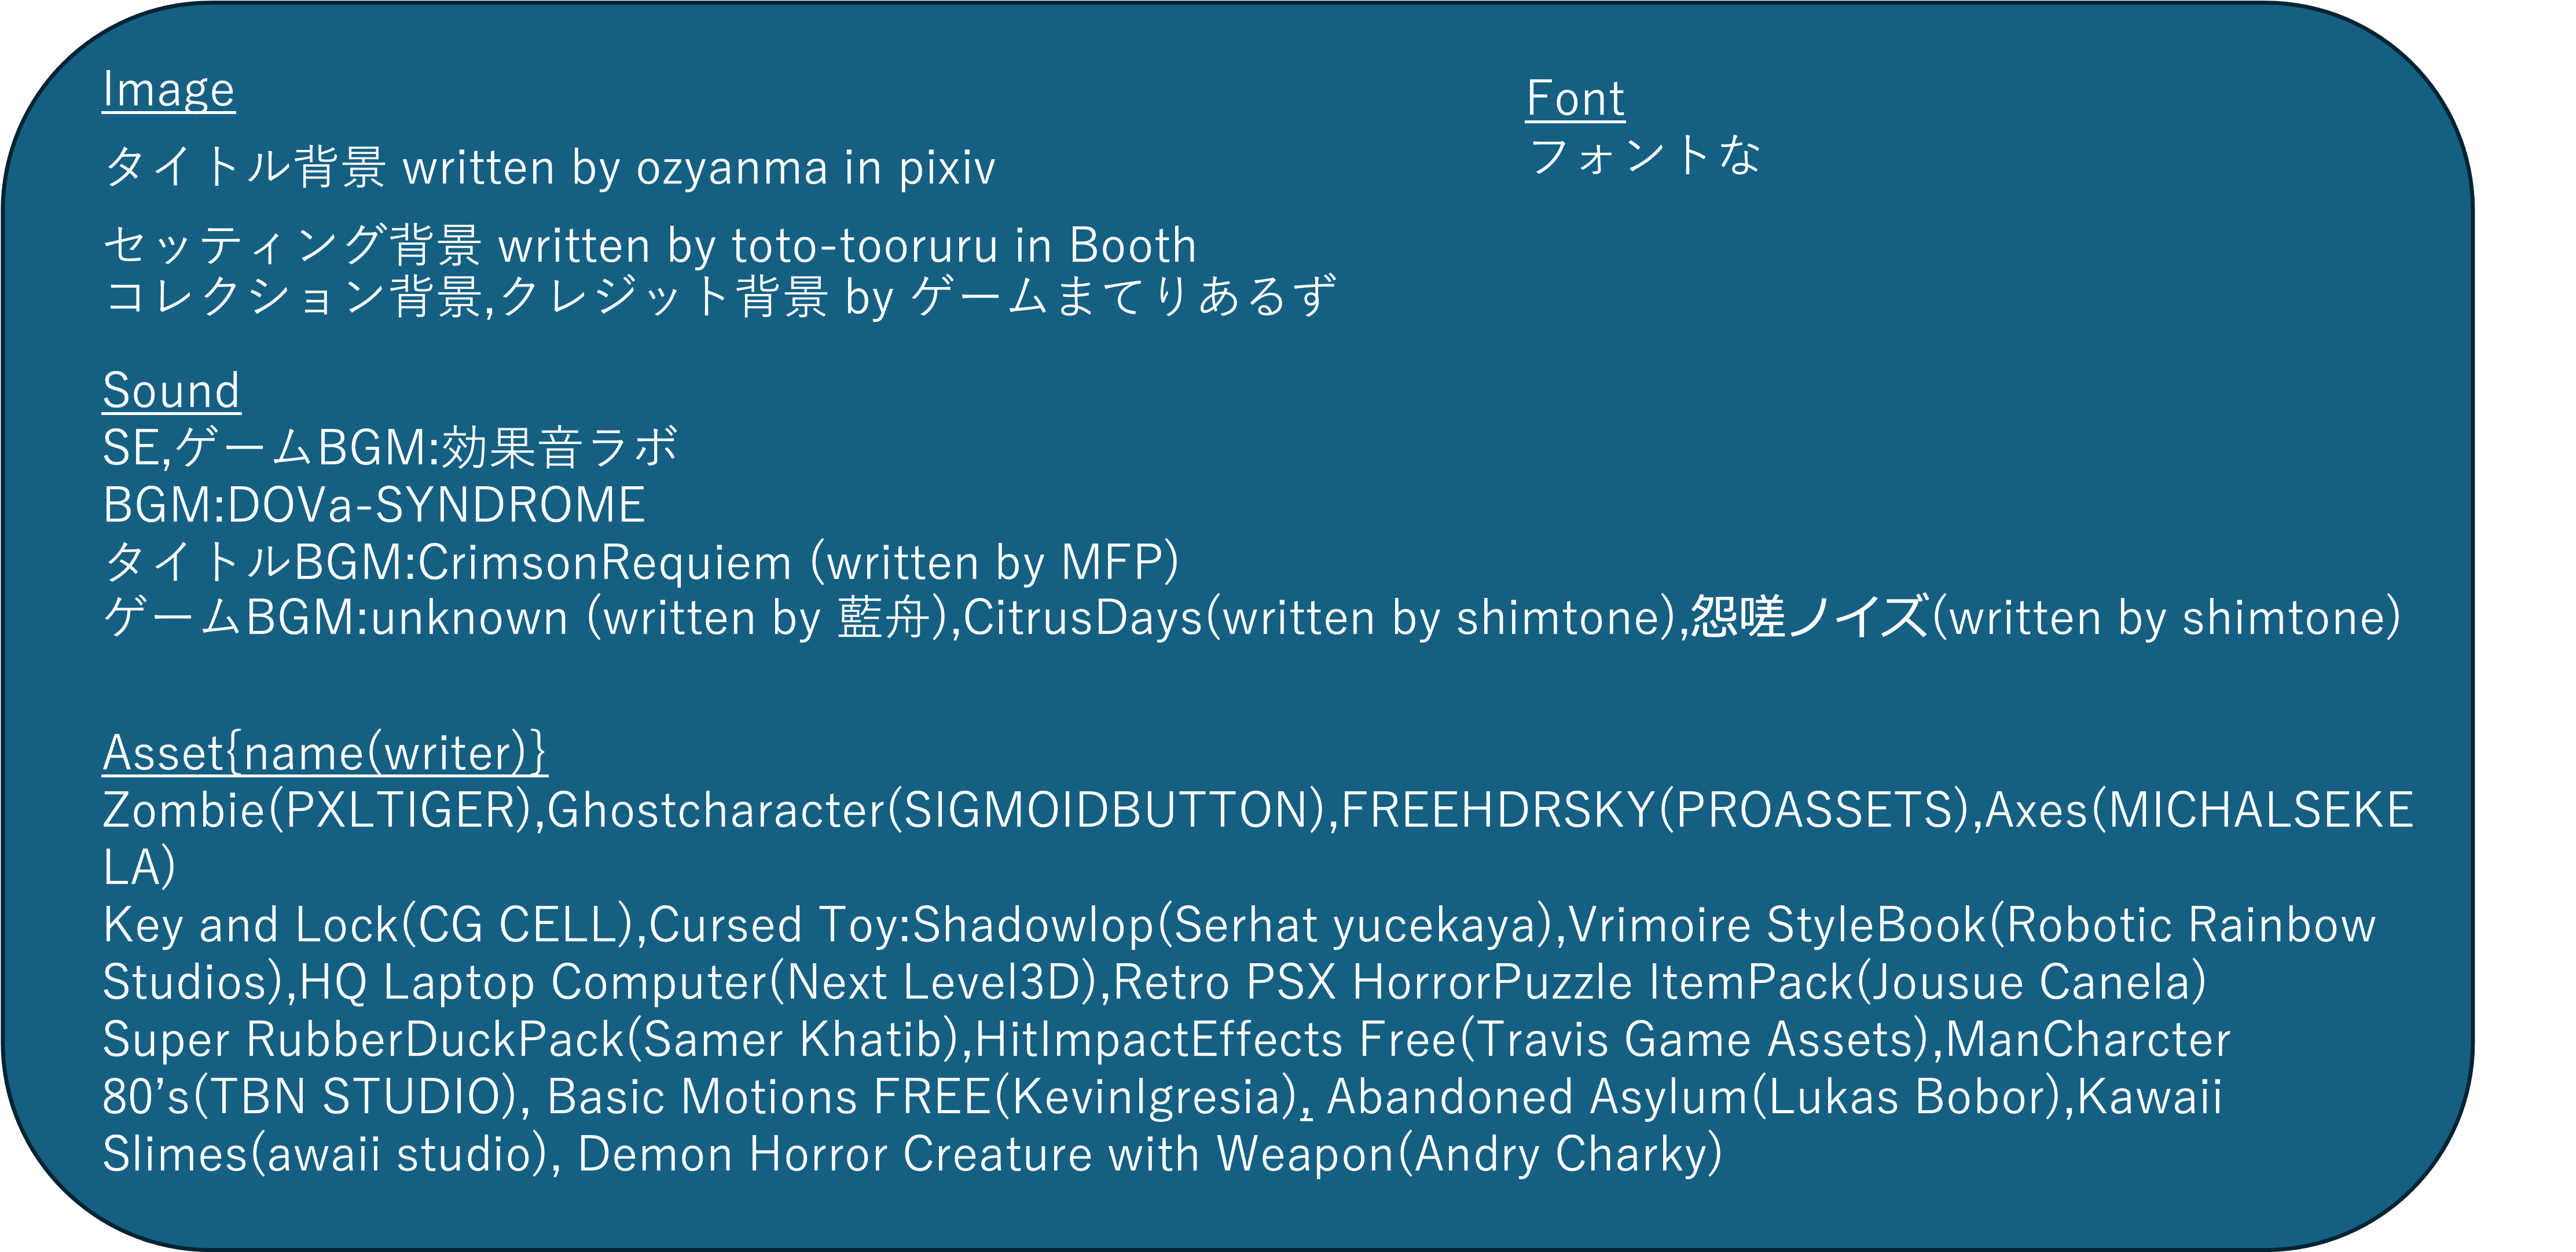 Image
タイトル背景 written by ozyanma in pixiv
セッティング背景 written by toto-tooruru in Booth
コレクション背景,クレジット背景 by ゲームまてりあるず
Font
フォントな
Sound
SE,ゲームBGM:効果音ラボ
BGM:DOVa-SYNDROME
タイトルBGM:CrimsonRequiem (written by MFP)
ゲームBGM:unknown (written by 藍舟),CitrusDays(written by shimtone),怨嗟ノイズ(written by shimtone)
Asset{name(writer)}
Zombie(PXLTIGER),Ghostcharacter(SIGMOIDBUTTON),FREEHDRSKY(PROASSETS),Axes(MICHALSEKE
LA)
Key and Lock(CG CELL),Cursed Toy:Shadowlop(Serhat yucekaya),Vrimoire StyleBook(Robotic Rainbow
Studios),HQ Laptop Computer(Next Level3D),Retro PSX HorrorPuzzle ItemPack(Jousue Canela)
Super RubberDuckPack(Samer Khatib),HitImpactEffects Free(Travis Game Assets),ManCharcter
80’s(TBN STUDIO), Basic Motions FREE(KevinIgresia), Abandoned Asylum(Lukas Bobor),Kawaii
Slimes(awaii studio), Demon Horror Creature with Weapon(Andry Charky)